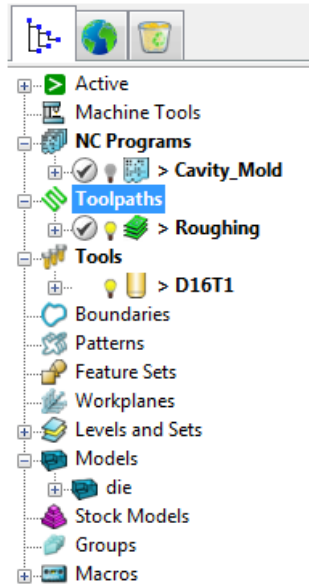 Active
Machine Tools
NC Programs
> Cavity_Mold
Toolpaths
> Roughing
Tools
> D16T1
Boundaries
Patterns
Feature Sets
Workplanes
Levels and Sets
Models
die
Stock Models
Groups
Macros